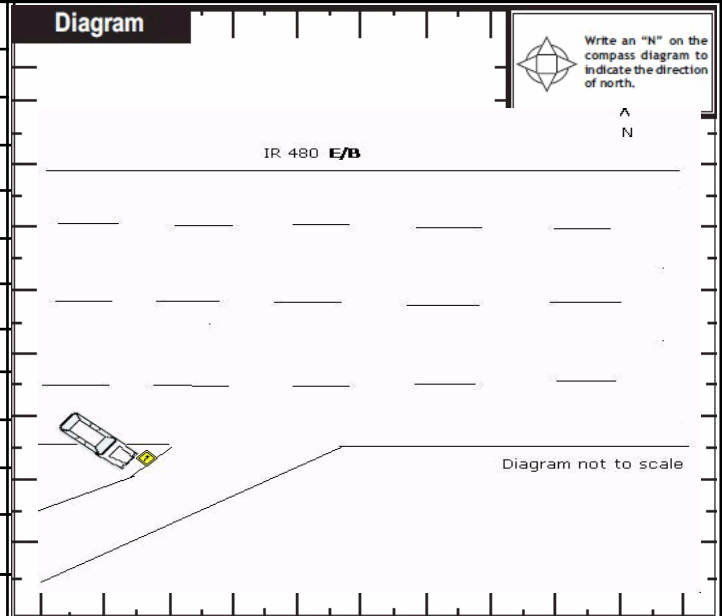 Diagram
Write an “N” on the
compass diagram to
indicate the direction
of north.
N
IR 480 E/B
Diagram not to scale